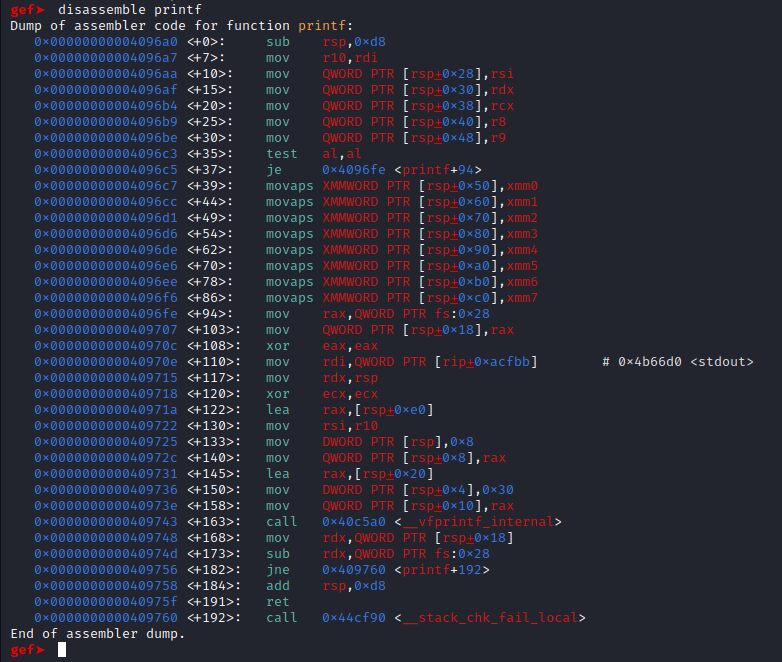 gef➤  disassemble printf
Dump of assembler code for function printf:
   0x00000000004096a0 <+0>:     sub    rsp,0xd8
   0x00000000004096a7 <+7>:     mov    r10,rdi
   0x00000000004096aa <+10>:    mov    QWORD PTR [rsp+0x28],rsi
   0x00000000004096af <+15>:    mov    QWORD PTR [rsp+0x30],rdx
   0x00000000004096b4 <+20>:    mov    QWORD PTR [rsp+0x38],rcx
   0x00000000004096b9 <+25>:    mov    QWORD PTR [rsp+0x40],r8
   0x00000000004096be <+30>:    mov    QWORD PTR [rsp+0x48],r9
   0x00000000004096c3 <+35>:    test   al,al
   0x00000000004096c5 <+37>:    je     0x4096fe <printf+94>
   0x00000000004096c7 <+39>:    movaps XMMWORD PTR [rsp+0x50],xmm0
   0x00000000004096cc <+44>:    movaps XMMWORD PTR [rsp+0x60],xmm1
   0x00000000004096d1 <+49>:    movaps XMMWORD PTR [rsp+0x70],xmm2
   0x00000000004096d6 <+54>:    movaps XMMWORD PTR [rsp+0x80],xmm3
   0x00000000004096de <+62>:    movaps XMMWORD PTR [rsp+0x90],xmm4
   0x00000000004096e6 <+70>:    movaps XMMWORD PTR [rsp+0xa0],xmm5
   0x00000000004096ee <+78>:    movaps XMMWORD PTR [rsp+0xb0],xmm6
   0x00000000004096f6 <+86>:    movaps XMMWORD PTR [rsp+0xc0],xmm7
   0x00000000004096fe <+94>:    mov    rax,QWORD PTR fs:0x28
   0x0000000000409707 <+103>:   mov    QWORD PTR [rsp+0x18],rax
   0x000000000040970c <+108>:   xor    eax,eax
   0x000000000040970e <+110>:   mov    rdi,QWORD PTR [rip+0xacfbb]        # 0x4b66d0 <stdout>
   0x0000000000409715 <+117>:   mov    rdx,rsp
   0x0000000000409718 <+120>:   xor    ecx,ecx
   0x000000000040971a <+122>:   lea    rax,[rsp+0xe0]
   0x0000000000409722 <+130>:   mov    rsi,r10
   0x0000000000409725 <+133>:   mov    DWORD PTR [rsp],0x8
   0x000000000040972c <+140>:   mov    QWORD PTR [rsp+0x8],rax
   0x0000000000409731 <+145>:   lea    rax,[rsp+0x20]
   0x0000000000409736 <+150>:   mov    DWORD PTR [rsp+0x4],0x30
   0x000000000040973e <+158>:   mov    QWORD PTR [rsp+0x10],rax
   0x0000000000409743 <+163>:   call   0x40c5a0 <__vfprintf_internal>
   0x0000000000409748 <+168>:   mov    rdx,QWORD PTR [rsp+0x18]
   0x000000000040974d <+173>:   sub    rdx,QWORD PTR fs:0x28
   0x0000000000409756 <+182>:   jne    0x409760 <printf+192>
   0x0000000000409758 <+184>:   add    rsp,0xd8
   0x000000000040975f <+191>:   ret
   0x0000000000409760 <+192>:   call   0x44cf90 <__stack_chk_fail_local>
End of assembler dump.
gef➤